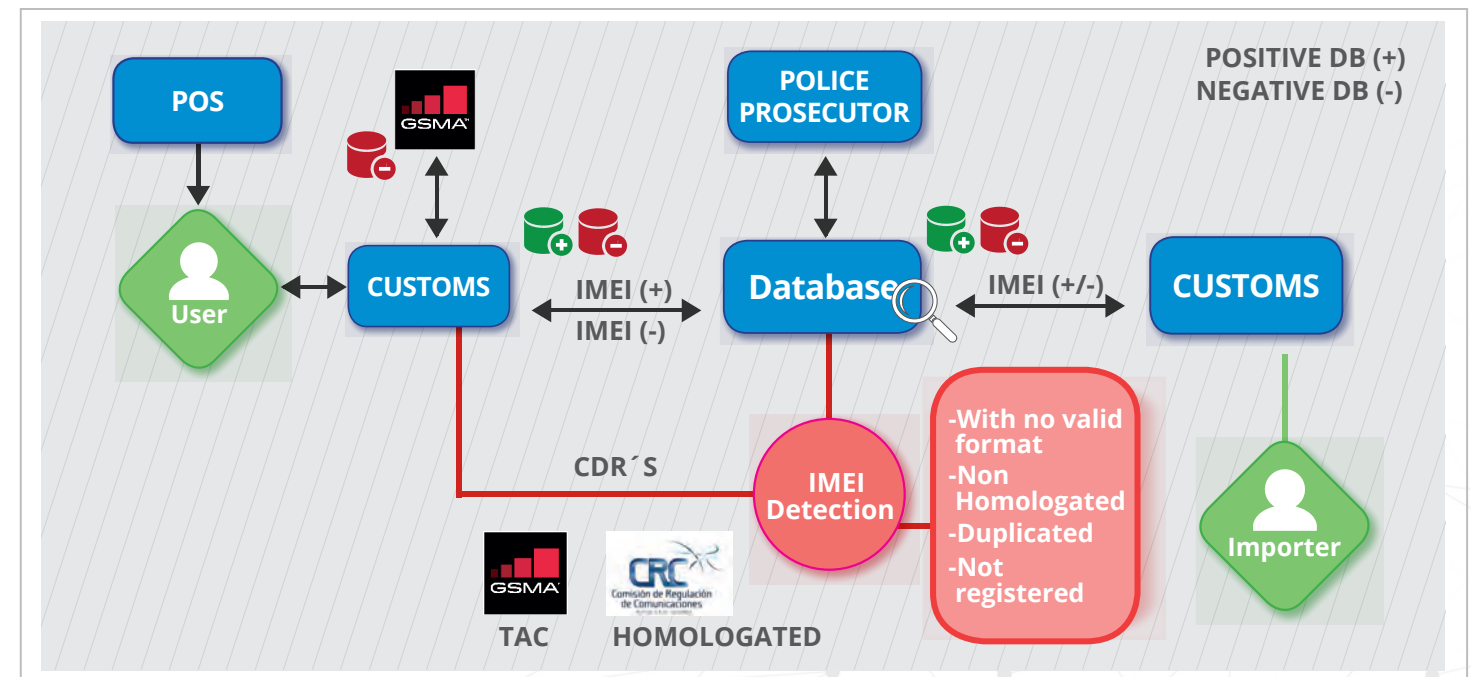 POSITIVE DB (+)
NEGATIVE DB (-)
POS
GSMA™
POLICE
PROSECUTOR
User
CUSTOMS
IMEI (+)
IMEI (-)
Database
IMEI (+/-)
CUSTOMS
CDR´S
IMEI
Detection
-With no valid
format
-Non
Homologated
-Duplicated
-Not
registered
Importer
GSMA
TAC
CRC
Comisión de Regulación
de Comunicaciones
HOMOLOGATED